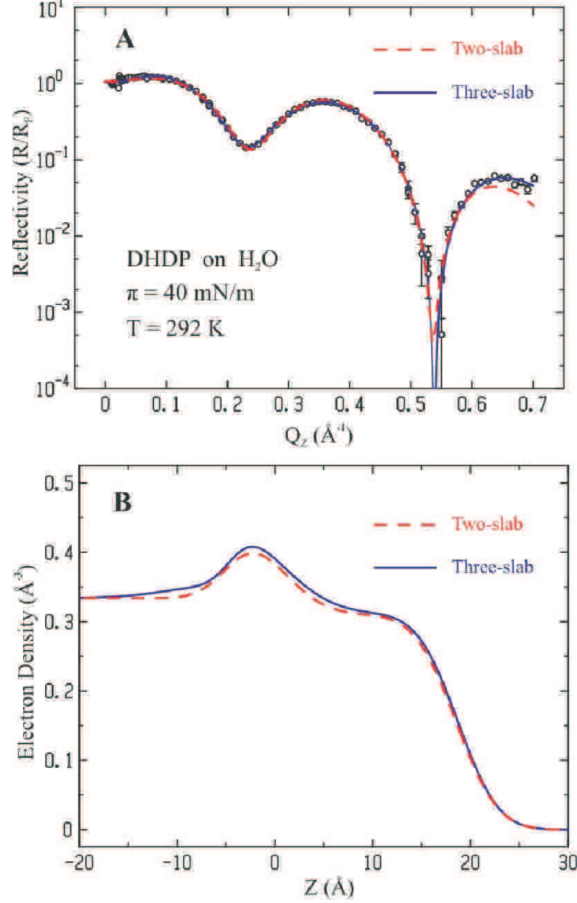 A
Two-slab
Three-slab
Reflectivity (R/R_F)
10¹
10⁰
10⁻¹
10⁻²
10⁻³
10⁻⁴
DHDP on H₂O
π = 40 mN/m
T = 292 K
0 0.1 0.2 0.3 0.4 0.5 0.6 0.7
Q_Z (Å⁻¹)
B
Two-slab
Three-slab
Electron Density (Å⁻³)
0.5
0.4
0.3
0.2
0.1
0
-20 -10 0 10 20 30
Z (Å)